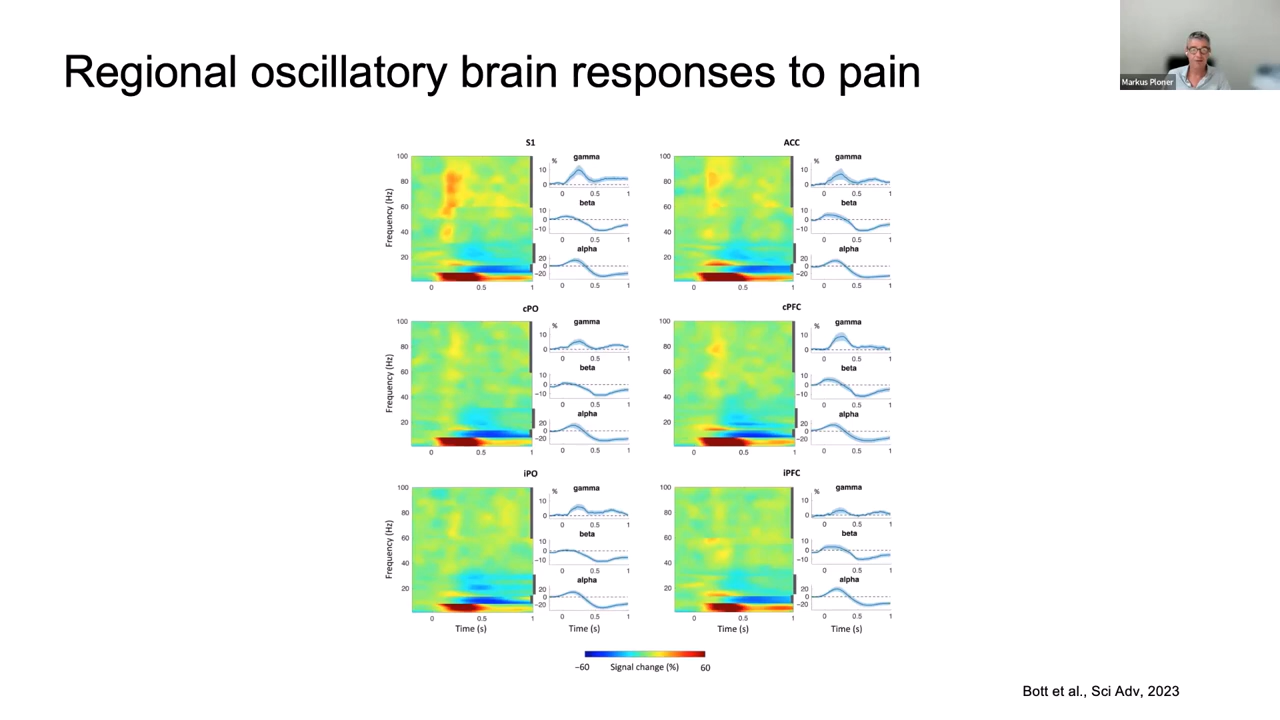 Regional oscillatory brain responses to pain
Markus Ploner
S1
ACC
100
80
60
40
20
Frequency (Hz)
0 0.5 1
gamma
%
10
0
0 0.5 1
beta
10
0
−10
0 0.5 1
alpha
20
0
−20
0 0.5 1
100
80
60
40
20
0 0.5 1
gamma
%
10
0
0 0.5 1
beta
10
0
−10
0 0.5 1
alpha
20
0
−20
0 0.5 1
cPO
cPFC
100
80
60
40
20
Frequency (Hz)
0 0.5 1
gamma
%
10
0
0 0.5 1
beta
10
0
−10
0 0.5 1
alpha
20
0
−20
0 0.5 1
100
80
60
40
20
0 0.5 1
gamma
%
10
0
0 0.5 1
beta
10
0
−10
0 0.5 1
alpha
20
0
−20
0 0.5 1
iPO
iPFC
100
80
60
40
20
Frequency (Hz)
0 0.5 1
Time (s)
gamma
%
10
0
0 0.5 1
beta
10
0
−10
0 0.5 1
alpha
20
0
−20
0 0.5 1
Time (s)
100
80
60
40
20
0 0.5 1
Time (s)
gamma
%
10
0
0 0.5 1
beta
10
0
−10
0 0.5 1
alpha
20
0
−20
0 0.5 1
Time (s)
−60 Signal change (%) 60
Bott et al., Sci Adv, 2023